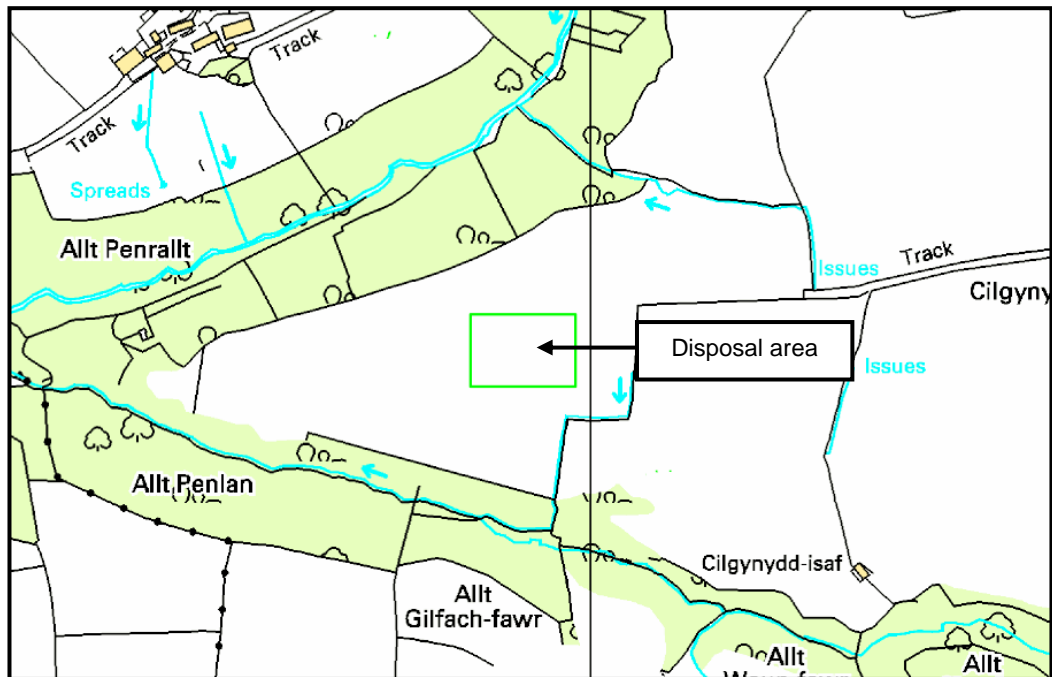 Track
Track
Spreads
Allt Penrallt
Issues
Track
Cilgyny
Disposal area
Issues
Allt Penlan
Cilgynydd-isaf
Allt
Gilfach-fawr
Allt
Allt